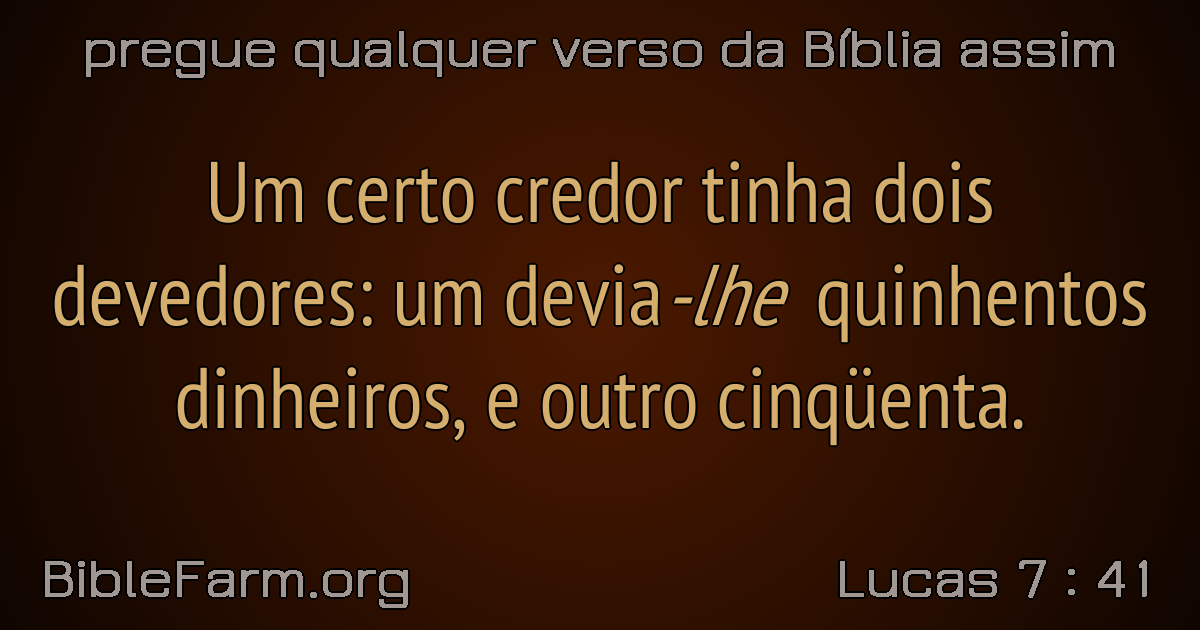 pregue qualquer verso da Bíblia assim
Um certo credor tinha dois
devedores: um devia-lhe quinhentos
dinheiros, e outro cinqüenta.
BibleFarm.org
Lucas 7 : 41